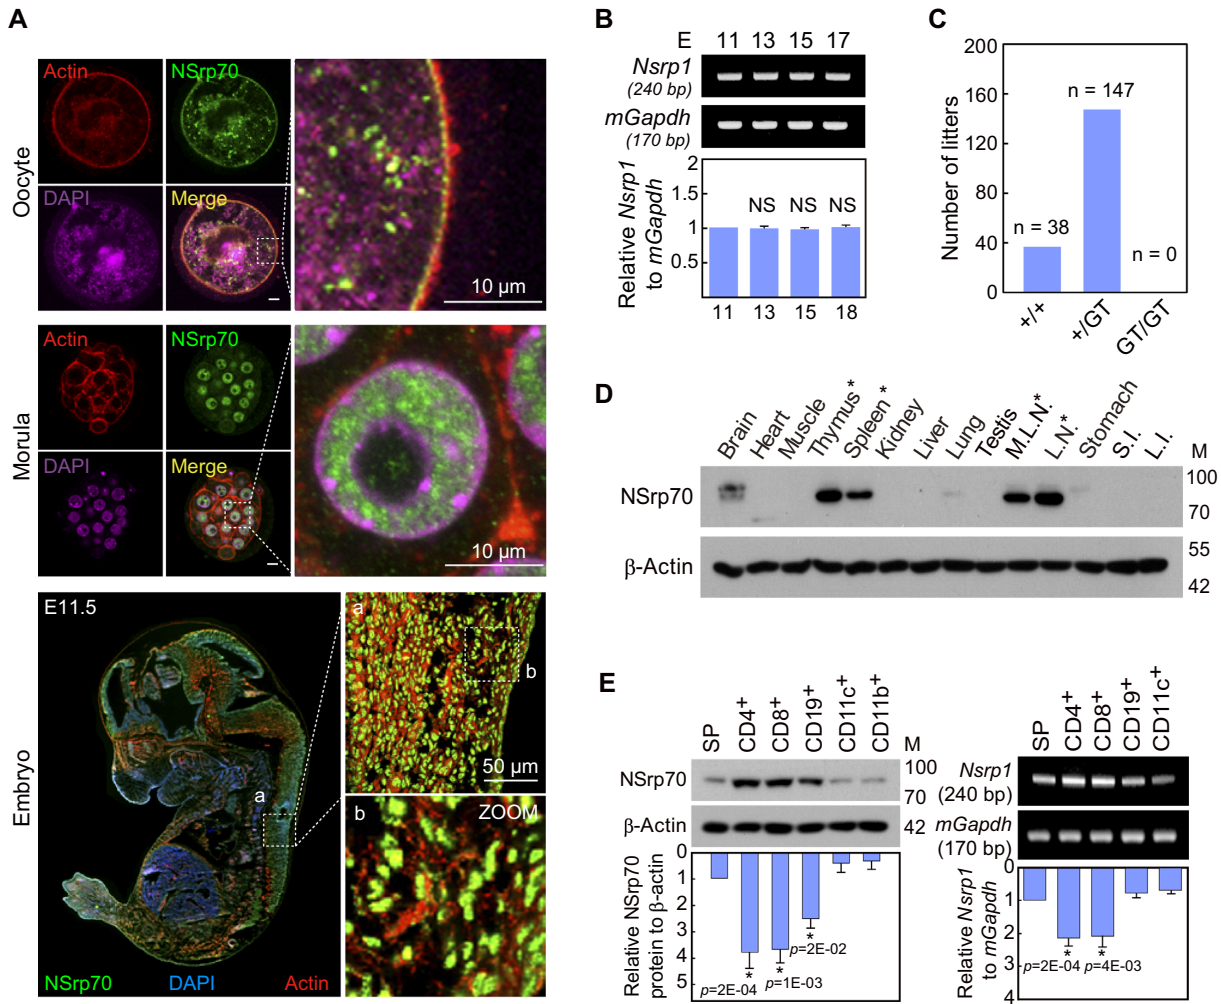 A
Oocyte
Actin
NSrp70
DAPI
Merge
10 µm
Morula
Actin
NSrp70
DAPI
Merge
10 µm
Embryo
E11.5
a
NSrp70
DAPI
Actin
a
b
50 µm
b
ZOOM
B
E
11 13 15 17
Nsrp1
(240 bp)
mGapdh
(170 bp)
Relative Nsrp1
to mGapdh
2
1.5
1
0.5
NS NS NS
11 13 15 18
C
Number of litters
200
160
120
80
40
0
n = 38
n = 147
n = 0
+/+
+/GT
GT/GT
D
Brain
Heart
Muscle
Thymus*
Spleen*
Kidney
Liver
Lung
Testis
M.L.N.*
L.N.*
Stomach
S.I.
L.I.
M
NSrp70
100
70
β-Actin
55
42
E
SP
CD4+
CD8+
CD19+
CD11c+
CD11b+
M
NSrp70
100
70
β-Actin
42
Relative NSrp70
protein to β-actin
0
1
2
3
4
5
*
p=2E-04
*
p=1E-03
*
p=2E-02
SP
CD4+
CD8+
CD19+
CD11c+
Nsrp1
(240 bp)
mGapdh
(170 bp)
Relative Nsrp1
to mGapdh
0
1
2
3
4
*
p=2E-04
*
p=4E-03